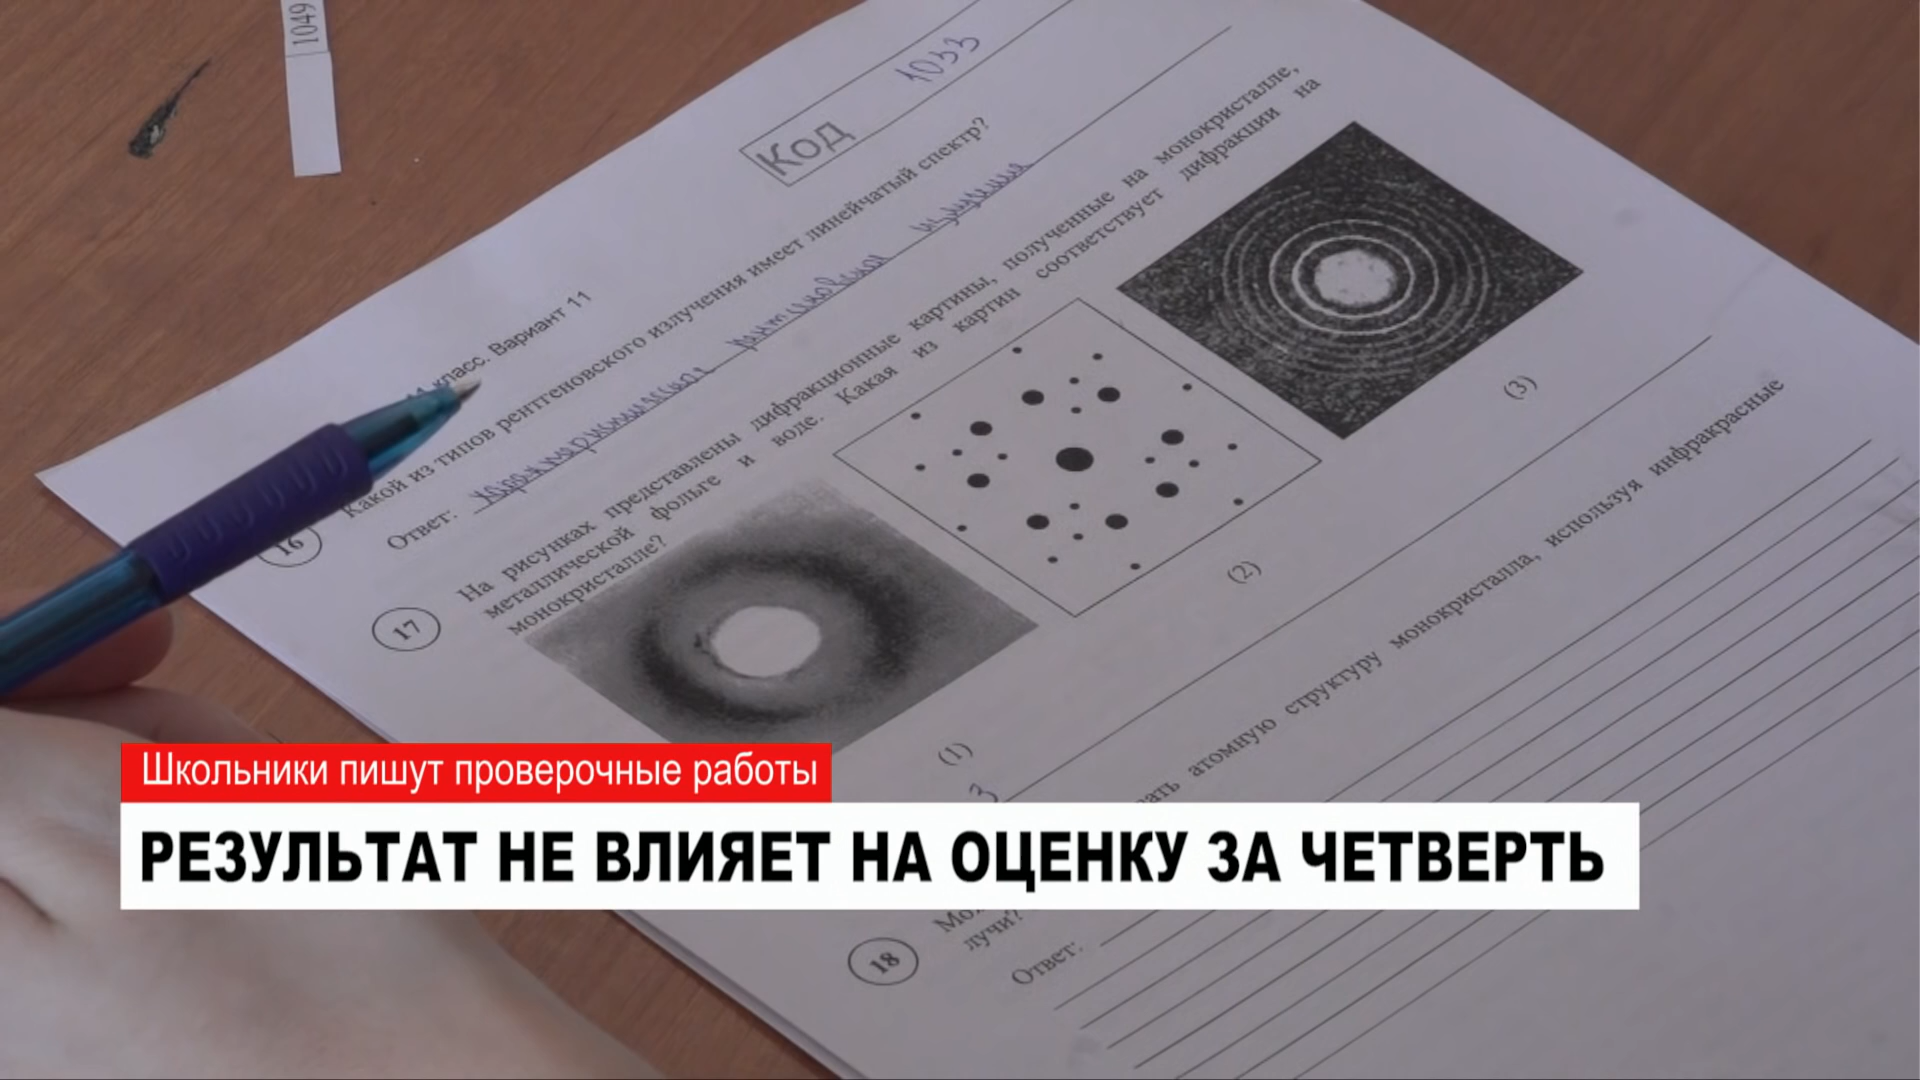 1049
Код
1033
11 класс. Вариант 11
16
Какой из типов рентгеновского излучения имеет линейчатый спектр?
Ответ: характеристическое рентгеновское излучение
17
На рисунках представлены дифракционные картины, полученные на монокристалле,
металлической фольге и воде. Какая из картин соответствует дифракции на
монокристалле?
(1)
(2)
(3)
3
Школьники пишут проверочные работы
РЕЗУЛЬТАТ НЕ ВЛИЯЕТ НА ОЦЕНКУ ЗА ЧЕТВЕРТЬ
18
атомную структуру монокристалла, используя инфракрасные
лучи?
Ответ: